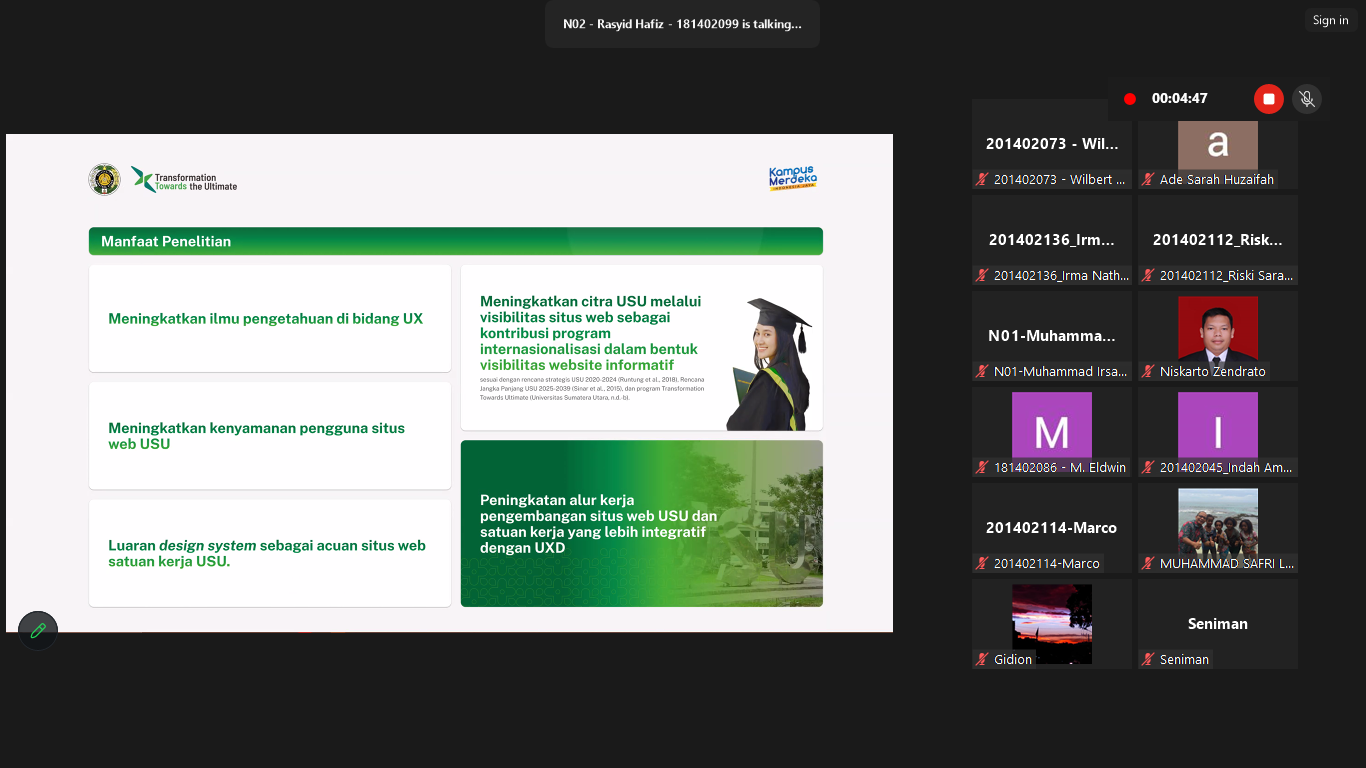 N02 - Rasyid Hafiz - 181402099 is talking...
Sign in
00:04:47
Transformation
Towards the Ultimate
Kampus
Merdeka
INDONESIA JAYA
Manfaat Penelitian
Meningkatkan ilmu pengetahuan di bidang UX
Meningkatkan kenyamanan pengguna situs
web USU
Luaran design system sebagai acuan situs web
satuan kerja USU.
Meningkatkan citra USU melalui
visibilitas situs web sebagai
kontribusi program
internasionalisasi dalam bentuk
visibilitas website informatif
sesuai dengan rencana strategis USU 2020-2024 (Runtung et al., 2018), Rencana
Jangka Panjang USU 2025-2039 (Sinar et al., 2015), dan program Transformation
Towards Ultimate (Universitas Sumatera Utara, n.d.-b).
Peningkatan alur kerja
pengembangan situs web USU dan
satuan kerja yang lebih integratif
dengan UXD
201402073 - Wil...
201402073 - Wilbert ...
a
Ade Sarah Huzaifah
201402136_Irm...
201402136_Irma Nath...
201402112_Risk...
201402112_Riski Sara...
N01-Muhamma...
N01-Muhammad Irsa...
Niskarto Zendrato
M
181402086 - M. Eldwin
I
201402045_Indah Am...
201402114-Marco
201402114-Marco
MUHAMMAD SAFRI L...
Gidion
Seniman
Seniman